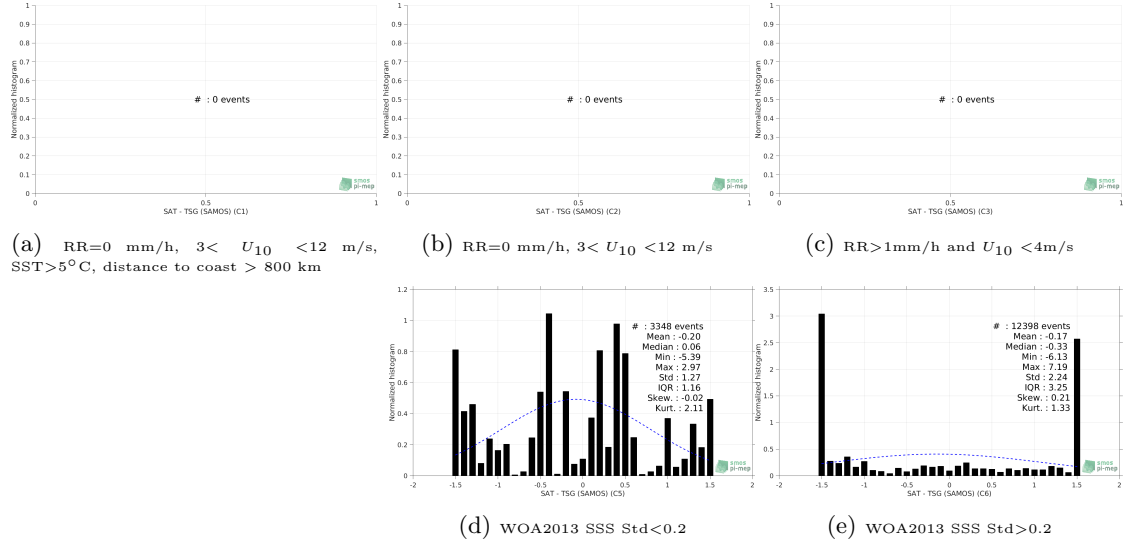 1
0.9
0.8
0.7
0.6
0.5
0.4
0.3
0.2
0.1
0
Normalized histogram
# : 0 events
smos
pi-mep
0 0.5 1
SAT - TSG (SAMOS) (C1)
(a) RR=0 mm/h, 3< U10 <12 m/s,
SST>5°C, distance to coast > 800 km
1
0.9
0.8
0.7
0.6
0.5
0.4
0.3
0.2
0.1
0
Normalized histogram
# : 0 events
smos
pi-mep
0 0.5 1
SAT - TSG (SAMOS) (C2)
(b) RR=0 mm/h, 3< U10 <12 m/s
1
0.9
0.8
0.7
0.6
0.5
0.4
0.3
0.2
0.1
0
Normalized histogram
# : 0 events
smos
pi-mep
0 0.5 1
SAT - TSG (SAMOS) (C3)
(c) RR>1mm/h and U10 <4m/s
1.2
1
0.8
0.6
0.4
0.2
0
Normalized histogram
# : 3348 events
Mean : -0.20
Median : 0.06
Min : -5.39
Max : 2.97
Std : 1.27
IQR : 1.16
Skew. : -0.02
Kurt. : 2.11
smos
pi-mep
-2 -1.5 -1 -0.5 0 0.5 1 1.5 2
SAT - TSG (SAMOS) (C5)
(d) WOA2013 SSS Std<0.2
3.5
3
2.5
2
1.5
1
0.5
0
Normalized histogram
# : 12398 events
Mean : -0.17
Median : -0.33
Min : -6.13
Max : 7.19
Std : 2.24
IQR : 3.25
Skew. : 0.21
Kurt. : 1.33
smos
pi-mep
-2 -1.5 -1 -0.5 0 0.5 1 1.5 2
SAT - TSG (SAMOS) (C6)
(e) WOA2013 SSS Std>0.2